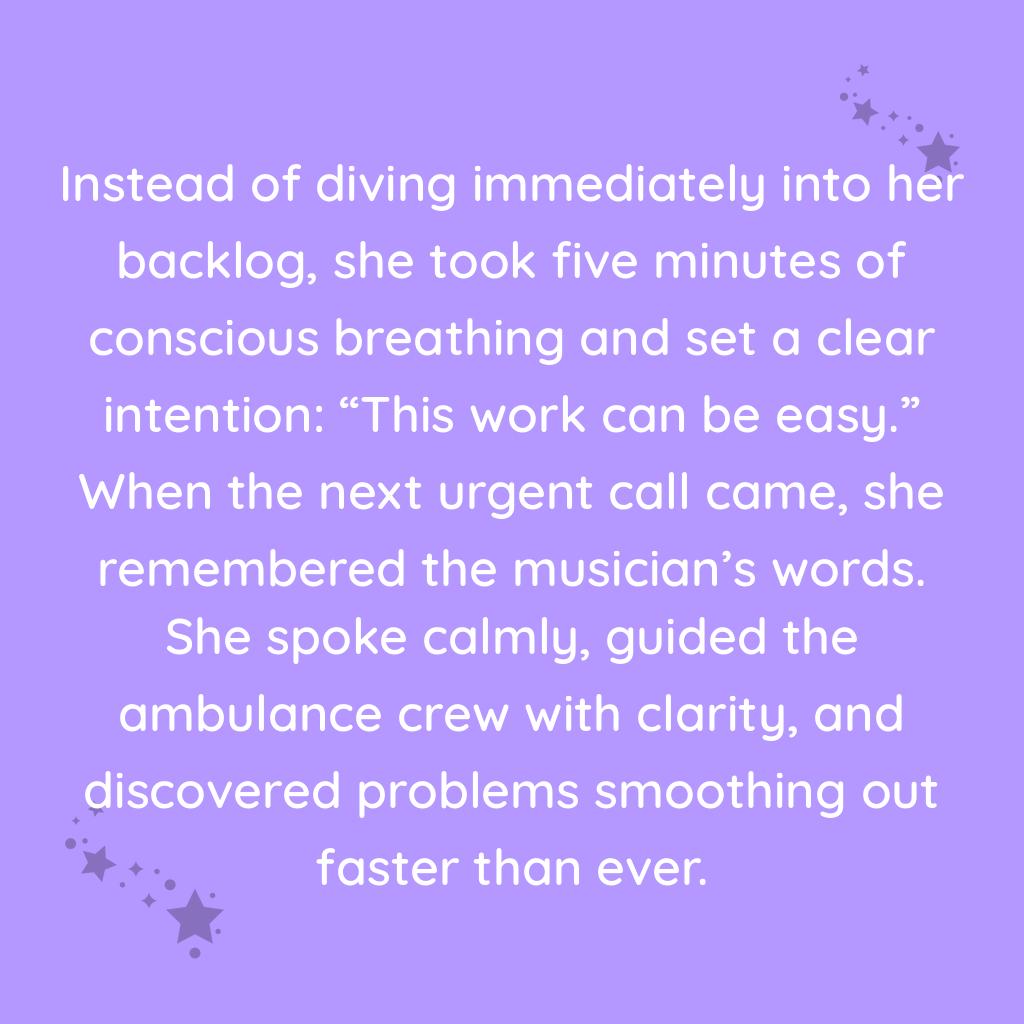 Instead of diving immediately into her
backlog, she took five minutes of
conscious breathing and set a clear
intention: “This work can be easy.”
When the next urgent call came, she
remembered the musician’s words.
She spoke calmly, guided the
ambulance crew with clarity, and
discovered problems smoothing out
faster than ever.